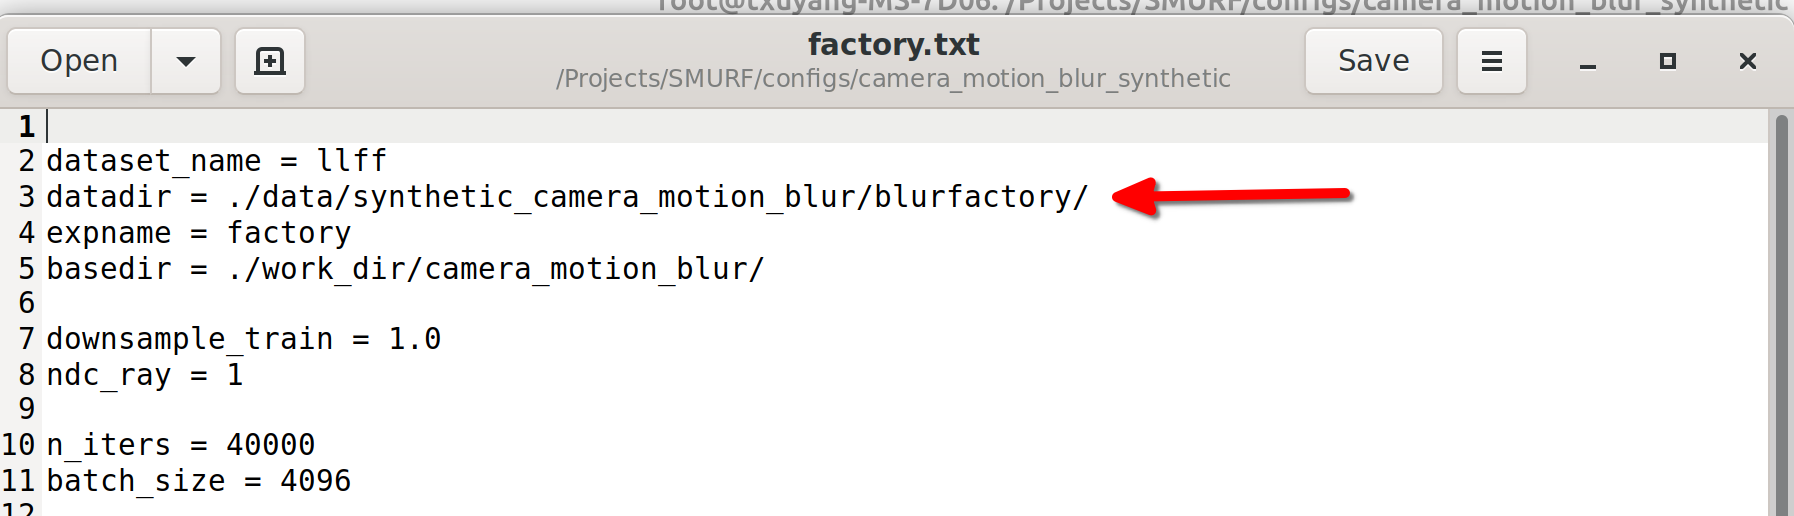 root@txuyang-MS-7D06: /Projects/SMURF/configs/camera_motion_blur_synthetic
Open
factory.txt
/Projects/SMURF/configs/camera_motion_blur_synthetic
Save
1
2 dataset_name = llff
3 datadir = ./data/synthetic_camera_motion_blur/blurfactory/
4 expname = factory
5 basedir = ./work_dir/camera_motion_blur/
6
7 downsample_train = 1.0
8 ndc_ray = 1
9
10 n_iters = 40000
11 batch_size = 4096
12